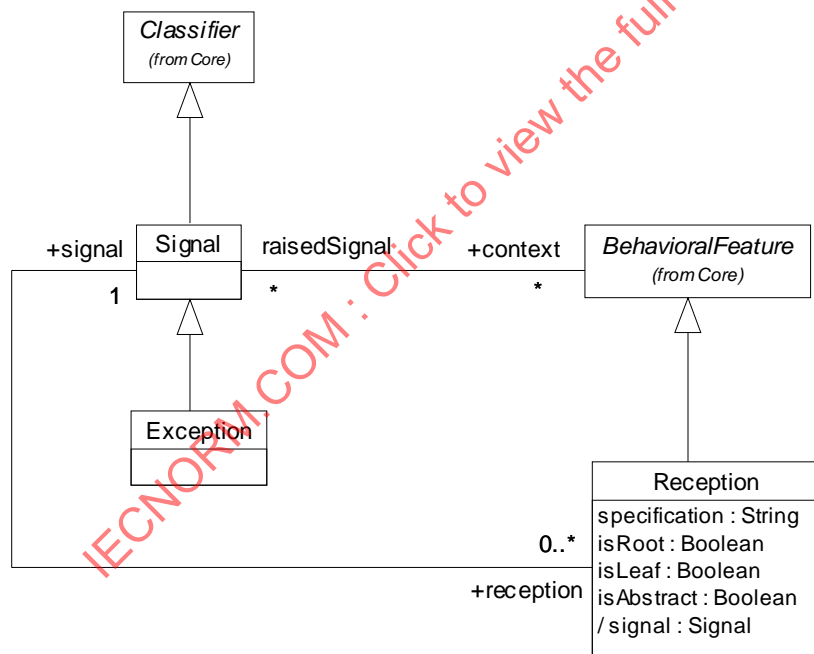 Classifier
(from Core)
+signal
Signal
raisedSignal
+context
BehavioralFeature
(from Core)
1
*
*
Exception
Reception
specification : String
isRoot : Boolean
isLeaf : Boolean
isAbstract : Boolean
/ signal : Signal
0..*
+reception
IECNORM.COM : Click to view the full